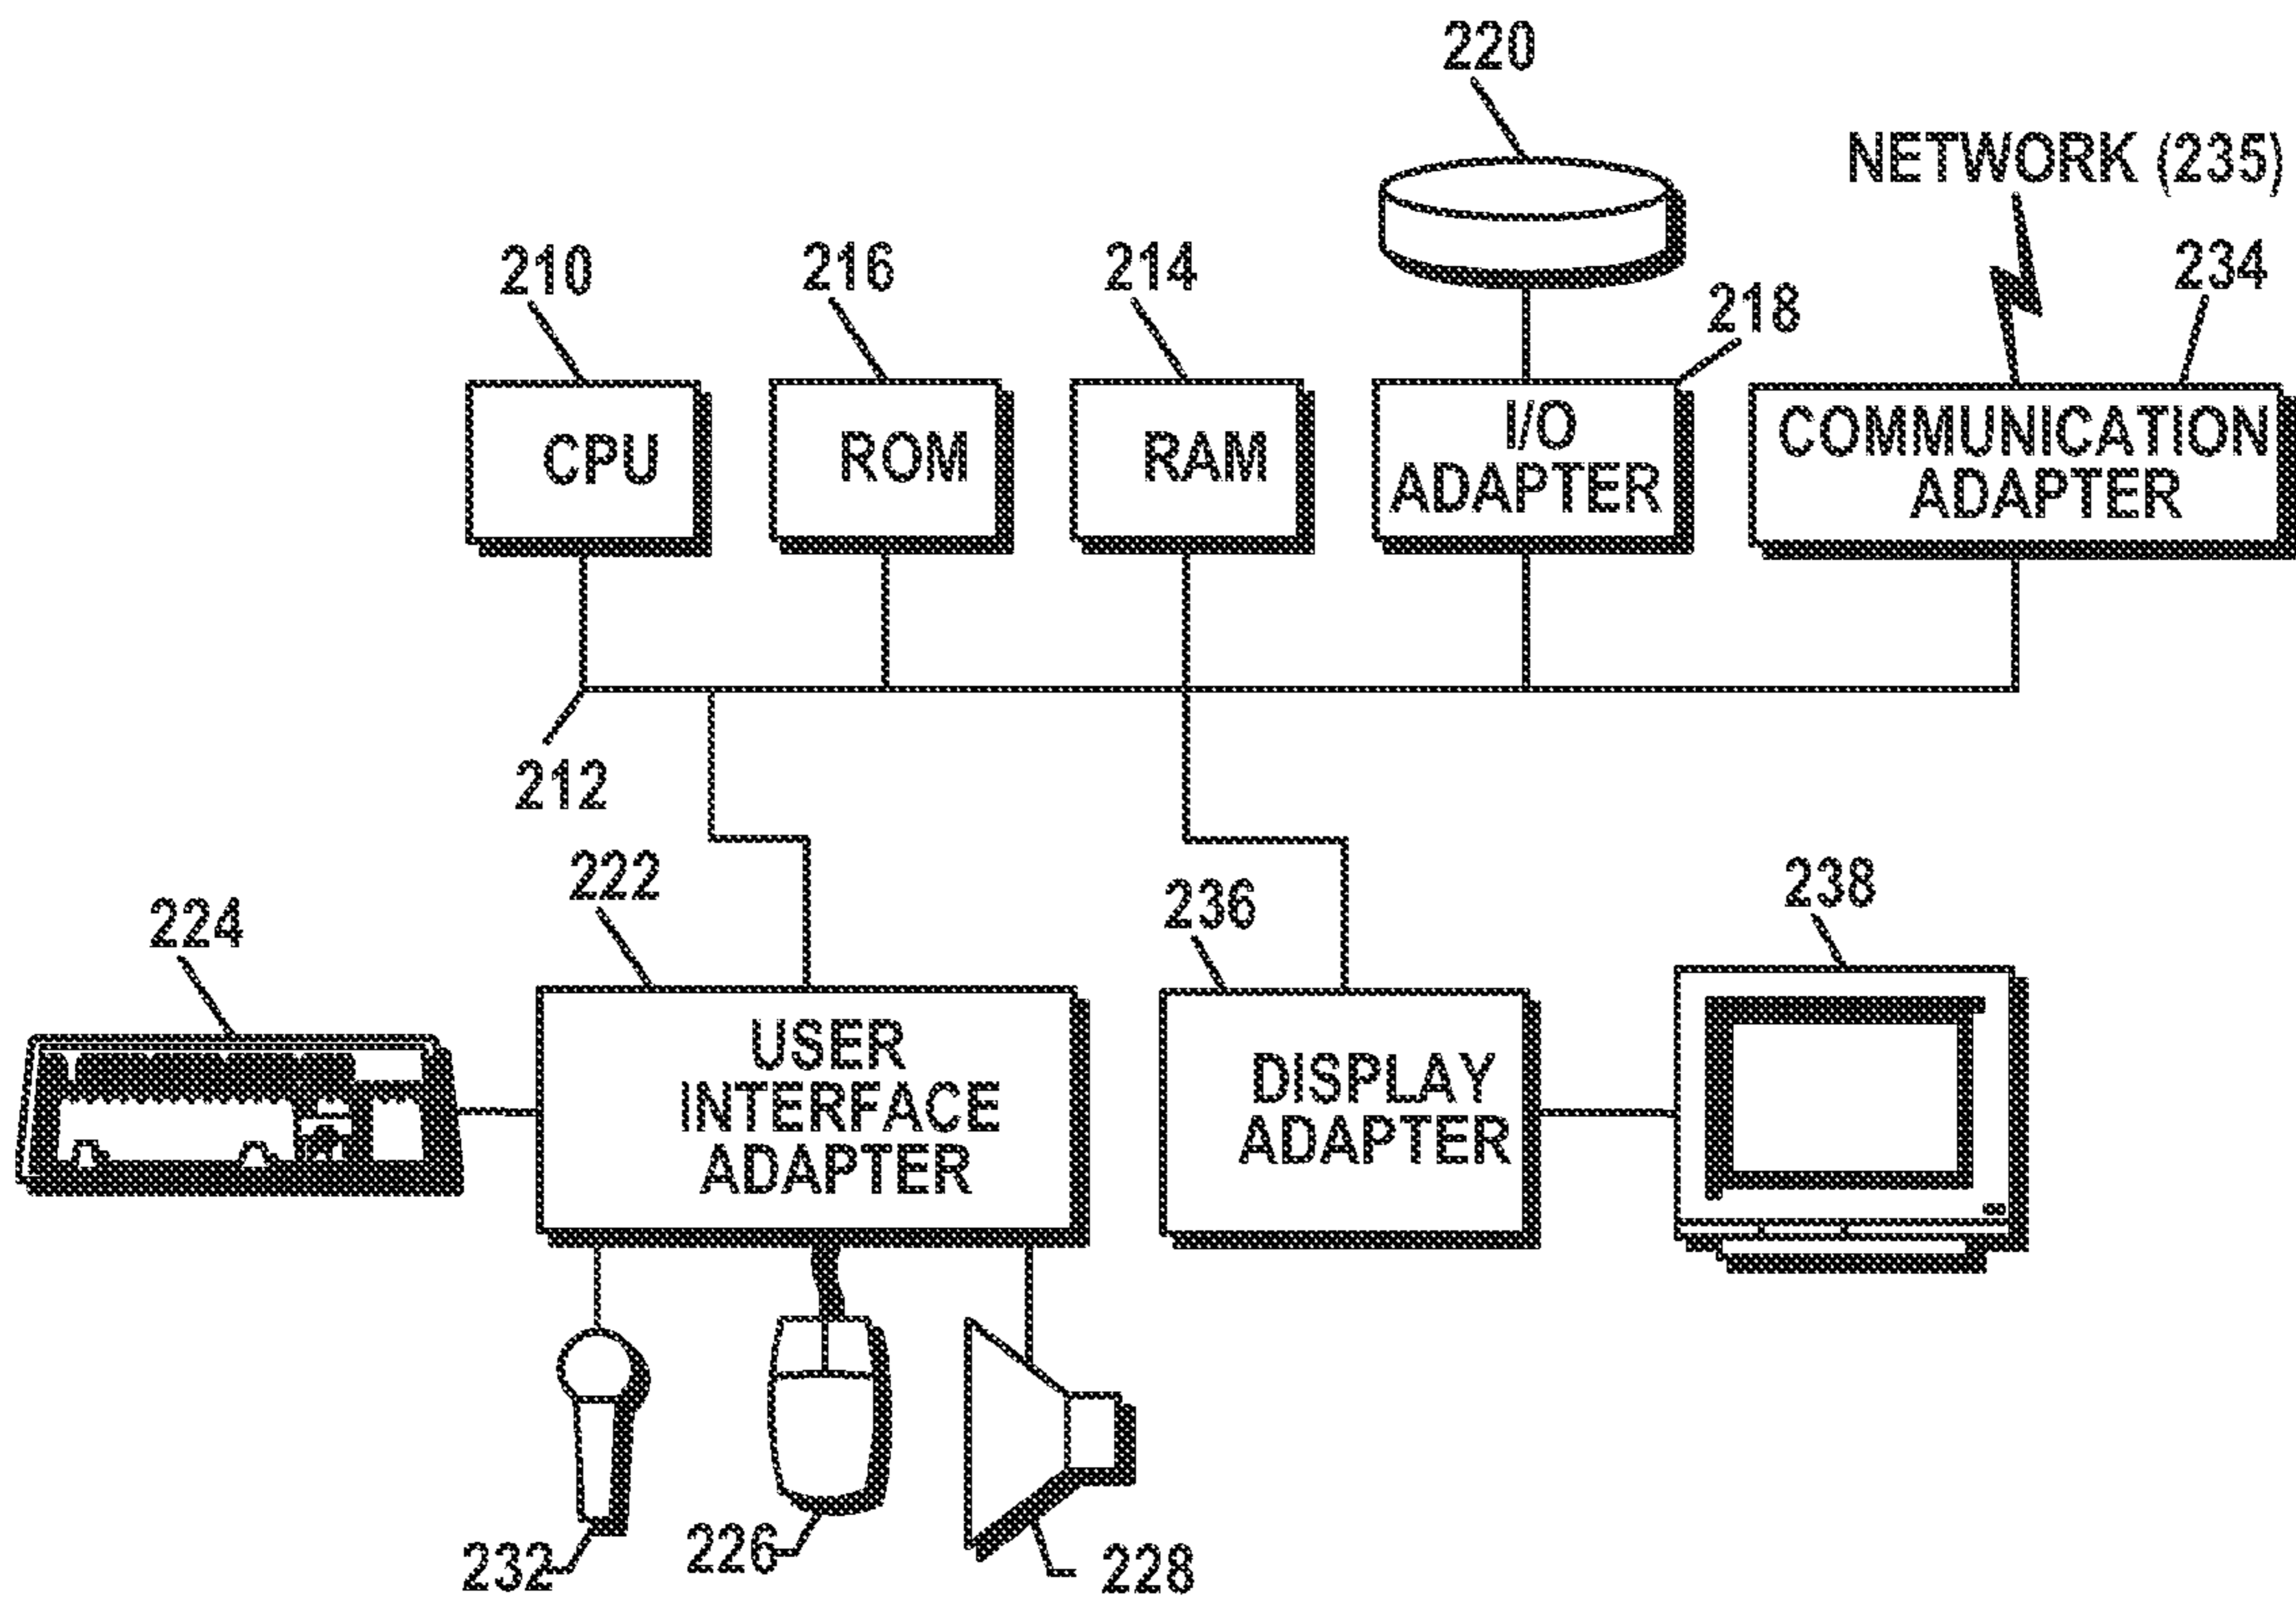 220
NETWORK (235)
210
216
214
218
234
CPU
ROM
RAM
I/O
ADAPTER
COMMUNICATION
ADAPTER
212
222
236
238
224
USER
INTERFACE
ADAPTER
DISPLAY
ADAPTER
232
226
228